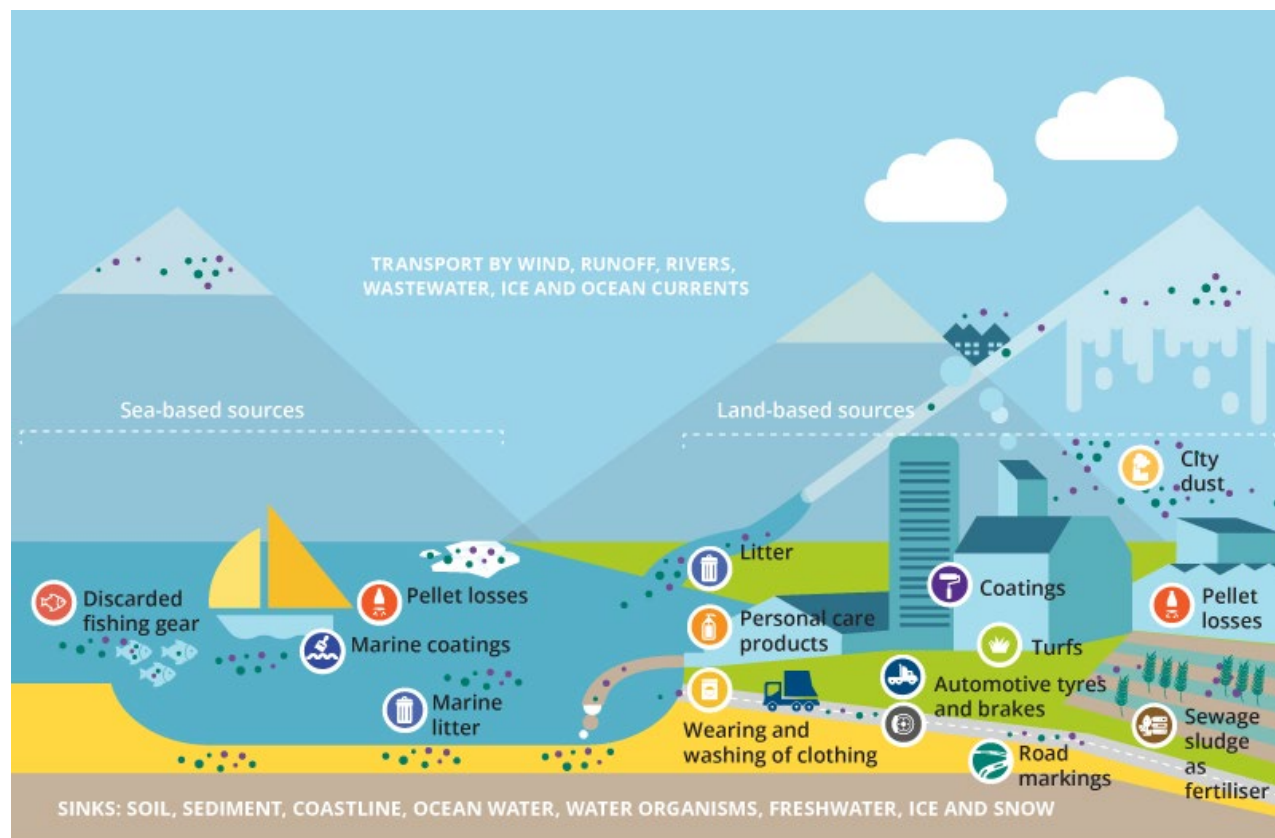 TRANSPORT BY WIND, RUNOFF, RIVERS,
WASTEWATER, ICE AND OCEAN CURRENTS
Sea-based sources
Land-based sources
City
dust
Litter
Discarded
fishing gear
Pellet losses
Coatings
Pellet
losses
Personal care
products
Marine coatings
Turfs
Automotive tyres
and brakes
Marine
litter
Wearing and
washing of clothing
Sewage
sludge
as
fertiliser
Road
markings
SINKS: SOIL, SEDIMENT, COASTLINE, OCEAN WATER, WATER ORGANISMS, FRESHWATER, ICE AND SNOW